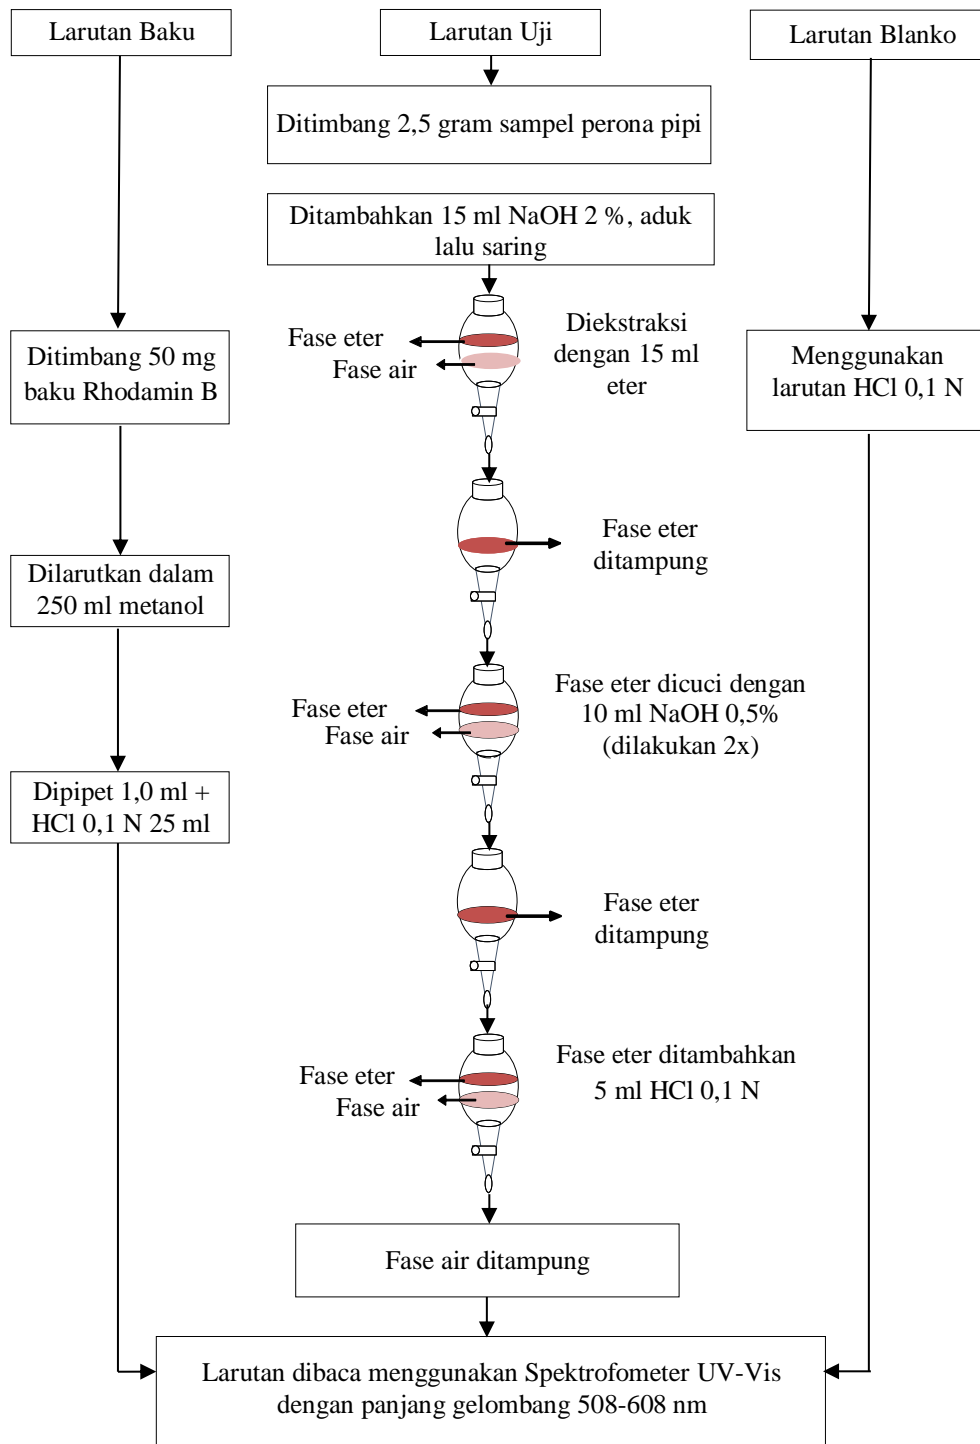 Larutan Baku
Larutan Uji
Larutan Blanko
Ditimbang 2,5 gram sampel perona pipi
Ditambahkan 15 ml NaOH 2 %, aduk
lalu saring
Ditimbang 50 mg
baku Rhodamin B
Fase eter
Fase air
Diekstraksi
dengan 15 ml
eter
Menggunakan
larutan HCl 0,1 N
Fase eter
ditampung
Dilarutkan dalam
250 ml metanol
Fase eter
Fase air
Fase eter dicuci dengan
10 ml NaOH 0,5%
(dilakukan 2x)
Dipipet 1,0 ml +
HCl 0,1 N 25 ml
Fase eter
ditampung
Fase eter
Fase air
Fase eter ditambahkan
5 ml HCl 0,1 N
Fase air ditampung
Larutan dibaca menggunakan Spektrofometer UV-Vis
dengan panjang gelombang 508-608 nm